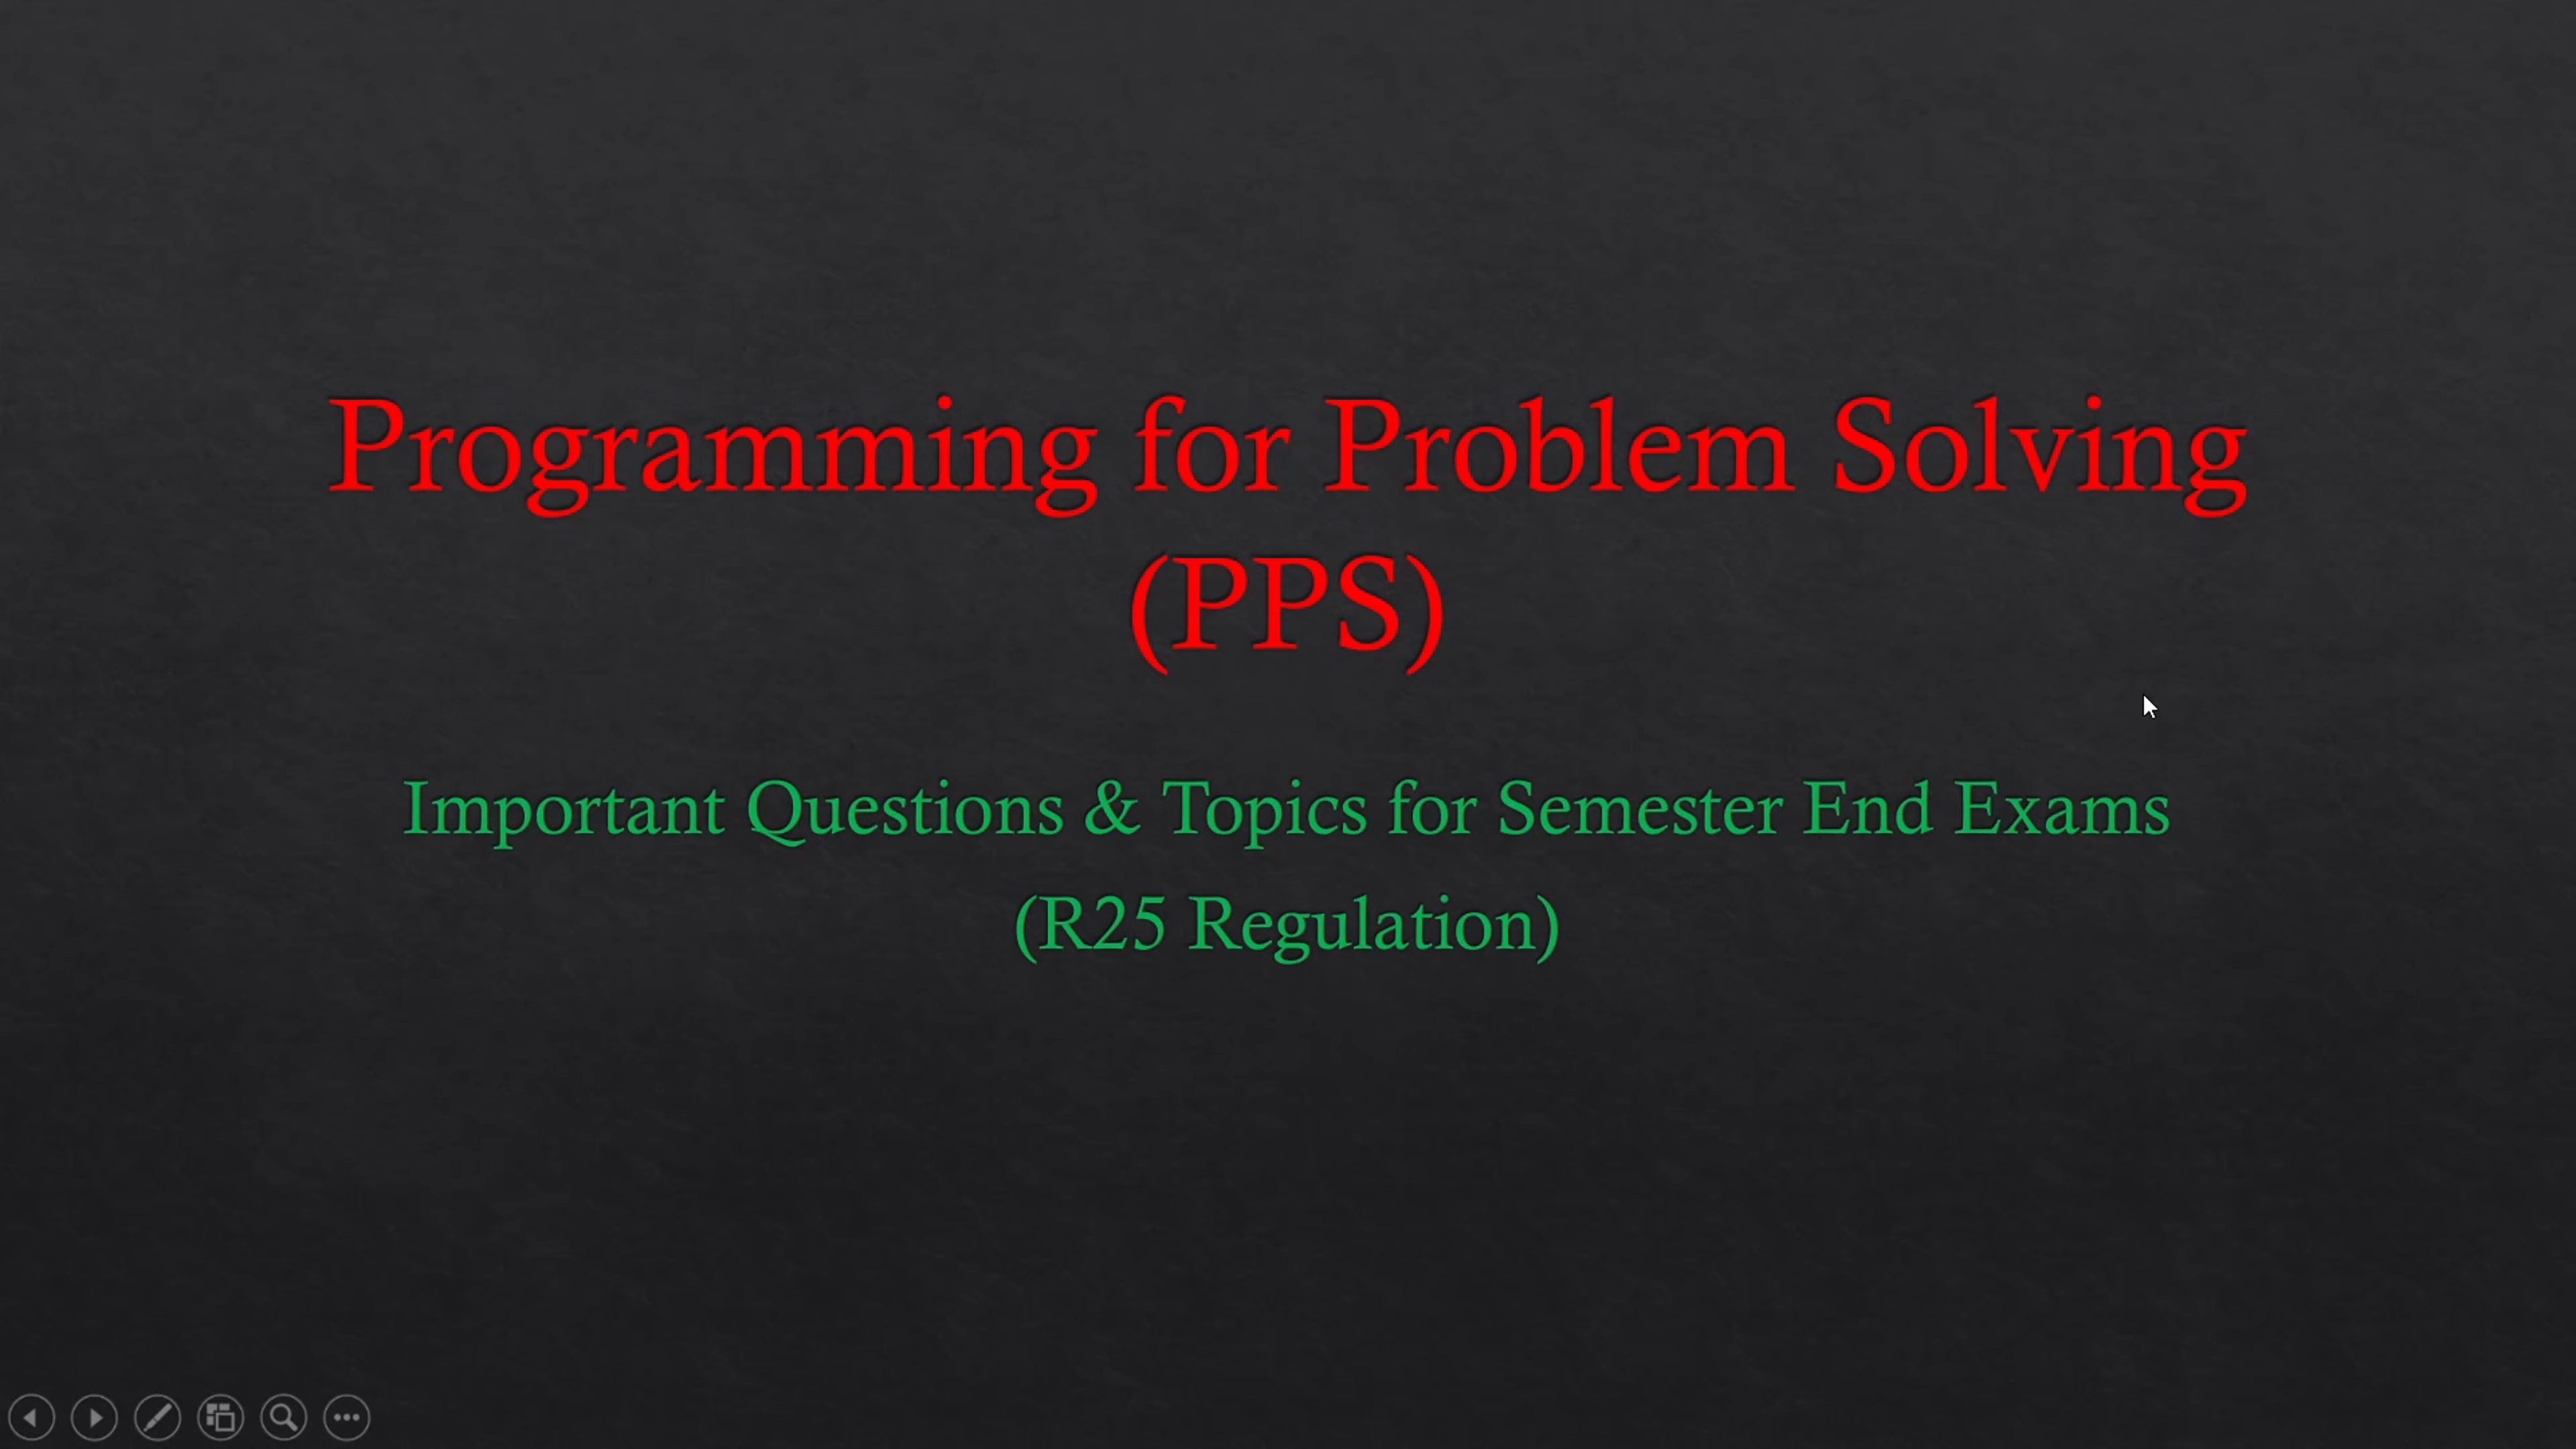 Programming for Problem Solving
(PPS)
Important Questions & Topics for Semester End Exams
(R25 Regulation)